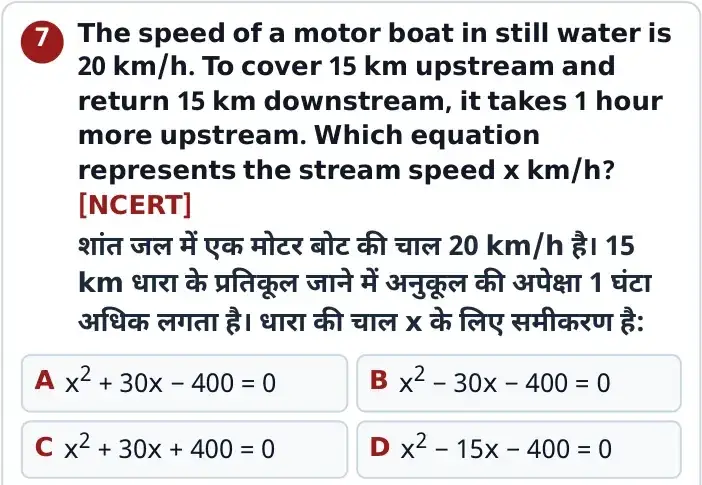 7 The speed of a motor boat in still water is
20 km/h. To cover 15 km upstream and
return 15 km downstream, it takes 1 hour
more upstream. Which equation
represents the stream speed x km/h?
[NCERT]
शांत जल में एक मोटर बोट की चाल 20 km/h है। 15
km धारा के प्रतिकूल जाने में अनुकूल की अपेक्षा 1 घंटा
अधिक लगता है। धारा की चाल x के लिए समीकरण है:
A x² + 30x − 400 = 0
B x² − 30x − 400 = 0
C x² + 30x + 400 = 0
D x² − 15x − 400 = 0